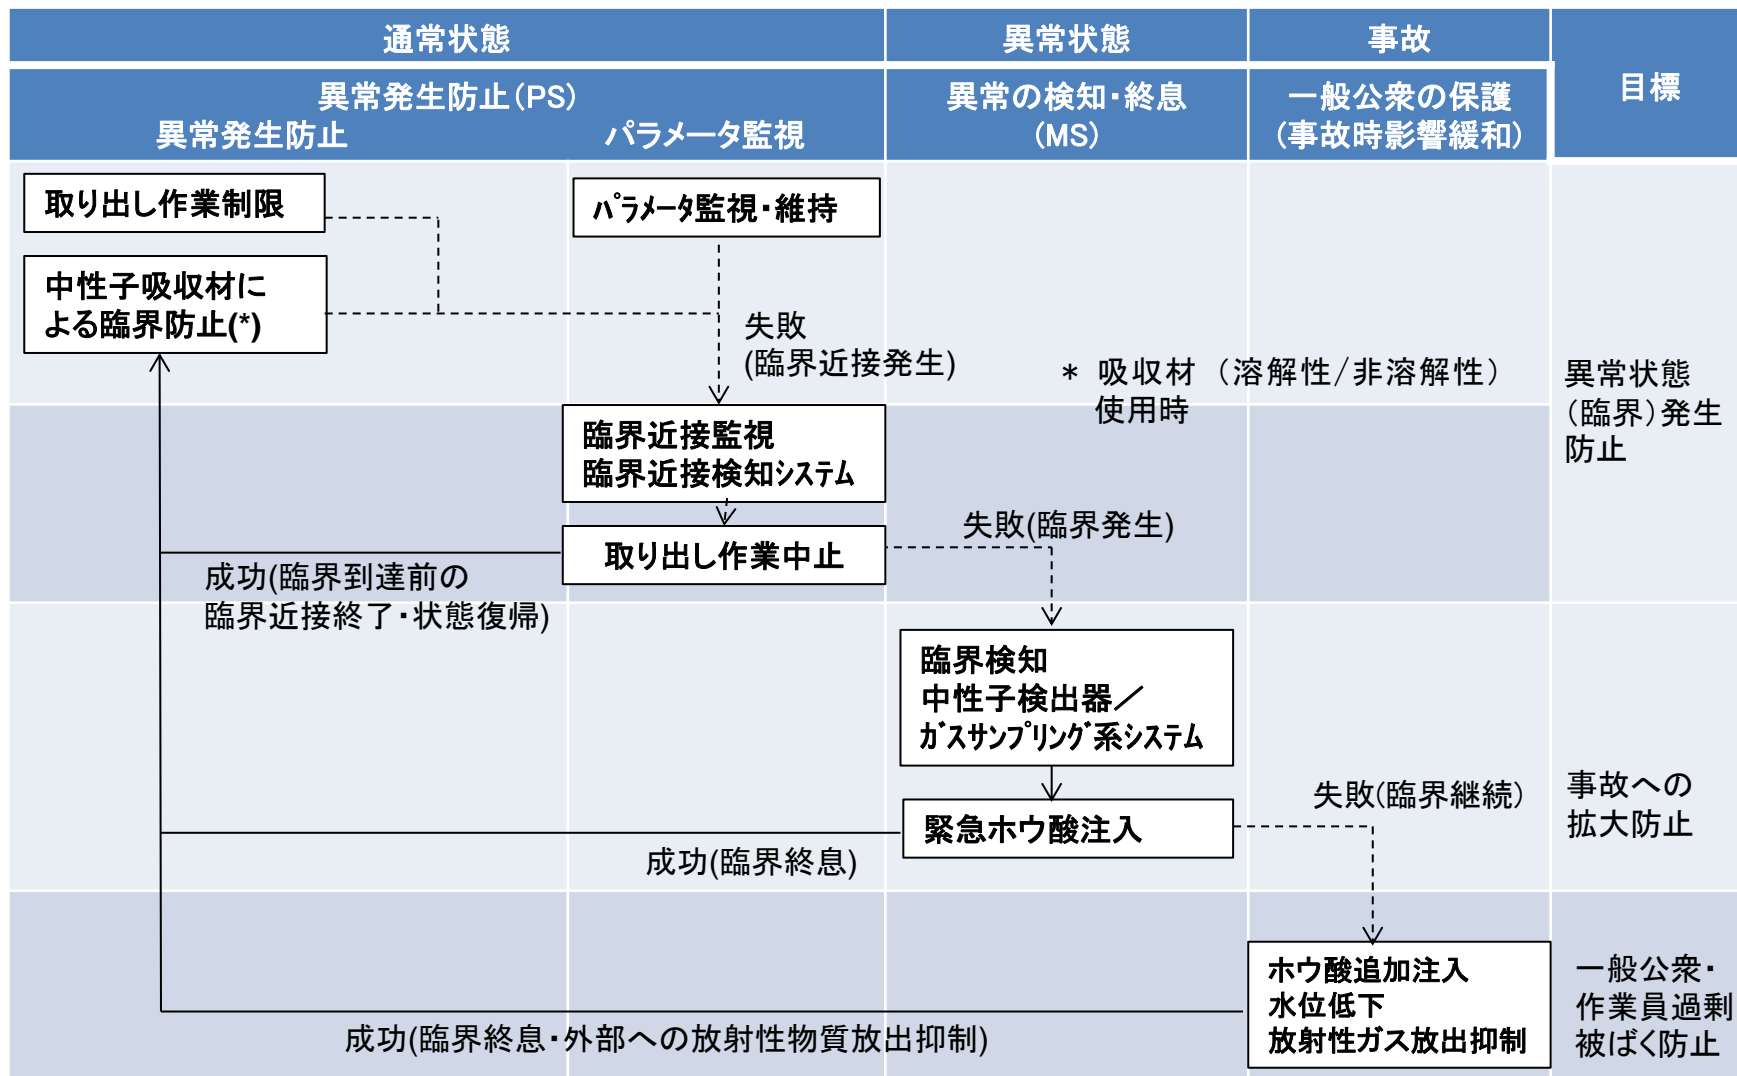 通常状態
異常状態
事故
目標
異常発生防止(PS)
異常発生防止
パラメータ監視
異常の検知・終息
(MS)
一般公衆の保護
(事故時影響緩和)
取り出し作業制限
ﾊﾟﾗﾒｰﾀ監視・維持
中性子吸収材に
よる臨界防止(*)
失敗
(臨界近接発生)
* 吸収材（溶解性/非溶解性）
使用時
異常状態
（臨界）発生
防止
臨界近接監視
臨界近接検知ｼｽﾃﾑ
取り出し作業中止
失敗(臨界発生)
成功(臨界到達前の
臨界近接終了・状態復帰)
臨界検知
中性子検出器／
ｶﾞｽｻﾝﾌﾟﾘﾝｸﾞ系ｼｽﾃﾑ
緊急ホウ酸注入
失敗(臨界継続)
事故への
拡大防止
成功(臨界終息)
ホウ酸追加注入
水位低下
放射性ガス放出抑制
一般公衆・
作業員過剰
被ばく防止
成功(臨界終息・外部への放射性物質放出抑制)